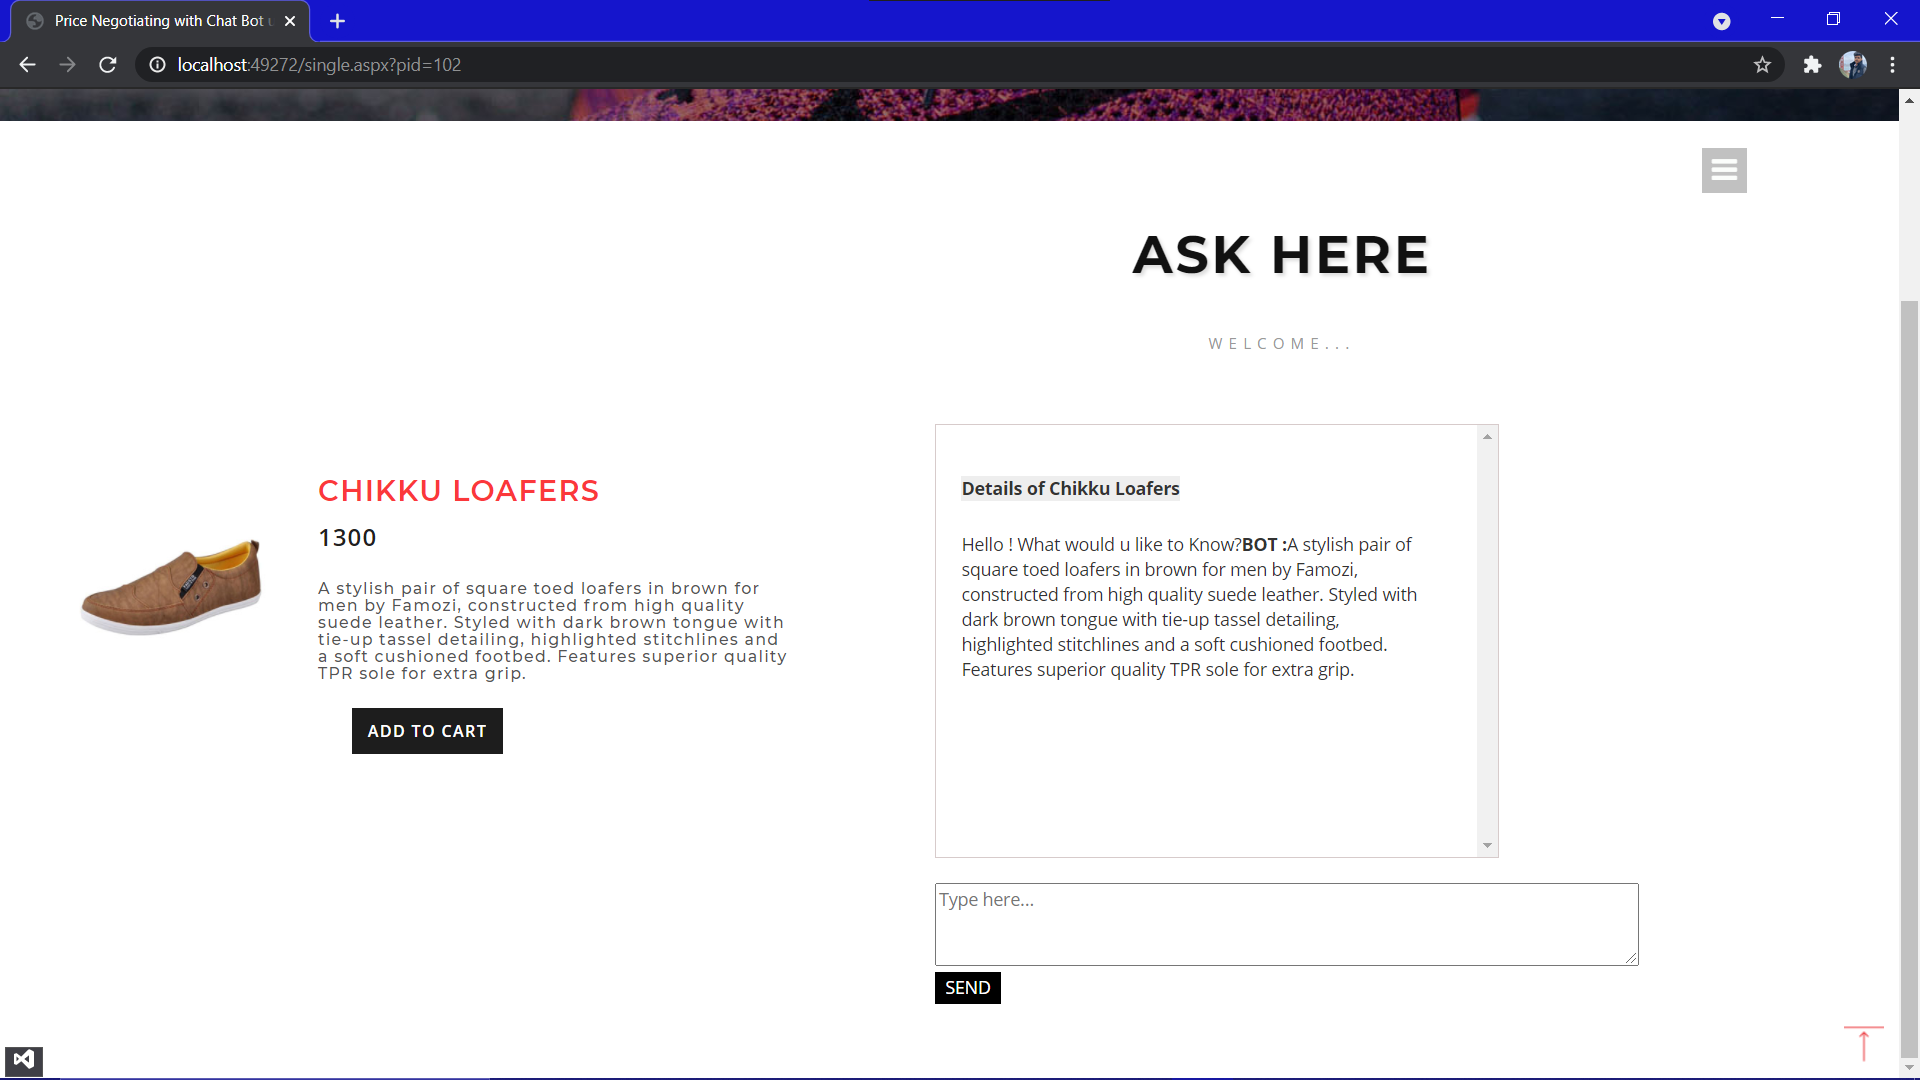 Price Negotiating with Chat Bot
localhost:49272/single.aspx?pid=102
ASK HERE
WELCOME...
CHIKKU LOAFERS
1300
A stylish pair of square toed loafers in brown for
men by Famozi, constructed from high quality
suede leather. Styled with dark brown tongue with
tie-up tassel detailing, highlighted stitchlines and
a soft cushioned footbed. Features superior quality
TPR sole for extra grip.
ADD TO CART
Details of Chikku Loafers
Hello ! What would u like to Know?BOT :A stylish pair of
square toed loafers in brown for men by Famozi,
constructed from high quality suede leather. Styled with
dark brown tongue with tie-up tassel detailing,
highlighted stitchlines and a soft cushioned footbed.
Features superior quality TPR sole for extra grip.
Type here...
SEND